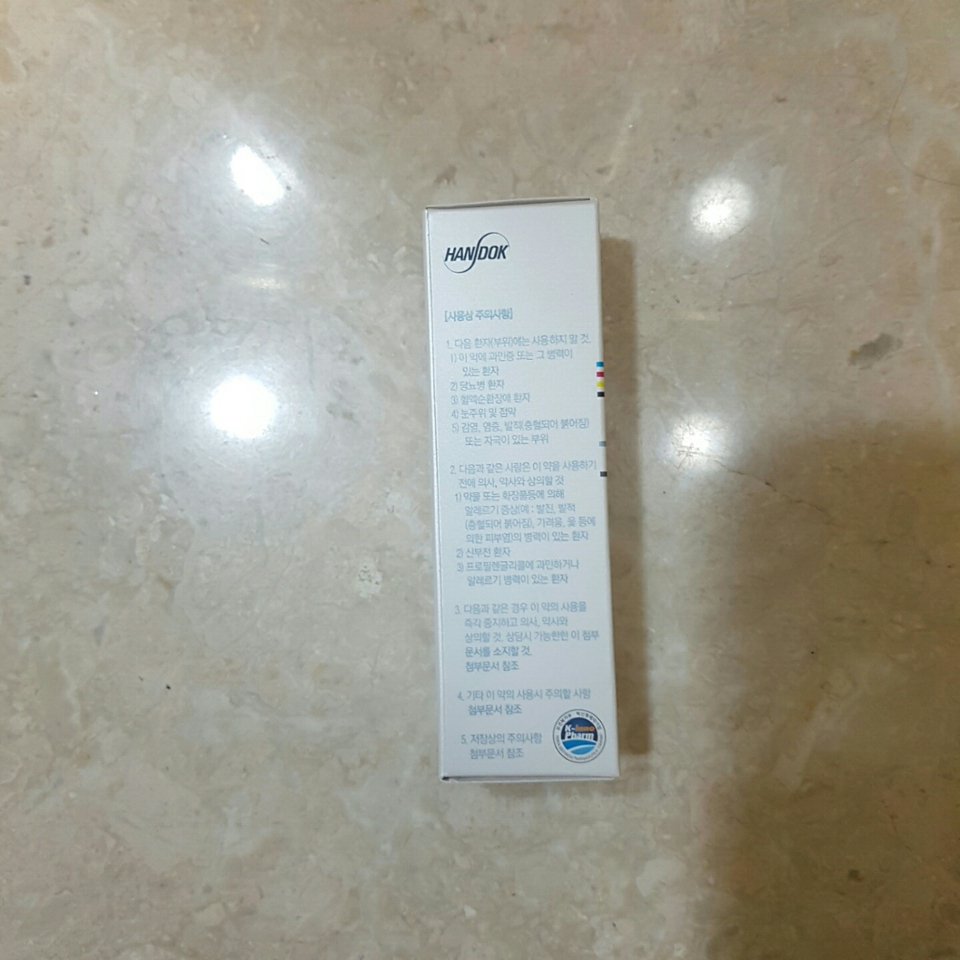 HANDOK
[사용상 주의사항]
1. 다음 환자(부위)에는 사용하지 말 것.
1) 이 약에 과민증 또는 그 병력이
있는 환자
2) 당뇨병 환자
3) 혈액순환장애 환자
4) 눈주위 및 점막
5) 감염, 염증, 발적(충혈되어 붉어짐)
또는 자극이 있는 부위
2. 다음과 같은 사람은 이 약을 사용하기
전에 의사, 약사와 상의할 것
1) 약물 또는 화장품등에 의해
알레르기 증상(예 : 발진, 발적
(충혈되어 붉어짐), 가려움, 옻 등에
의한 피부염)의 병력이 있는 환자
2) 신부전 환자
3) 프로필렌글리콜에 과민하거나
알레르기 병력이 있는 환자
3. 다음과 같은 경우 이 약의 사용을
즉각 중지하고 의사, 약사와
상의할 것. 상담시 가능한한 이 첨부
문서를 소지할 것.
첨부문서 참조
4. 기타 이 약의 사용시 주의할 사항
첨부문서 참조
5. 저장상의 주의사항
첨부문서 참조
K-Inno
Pharm